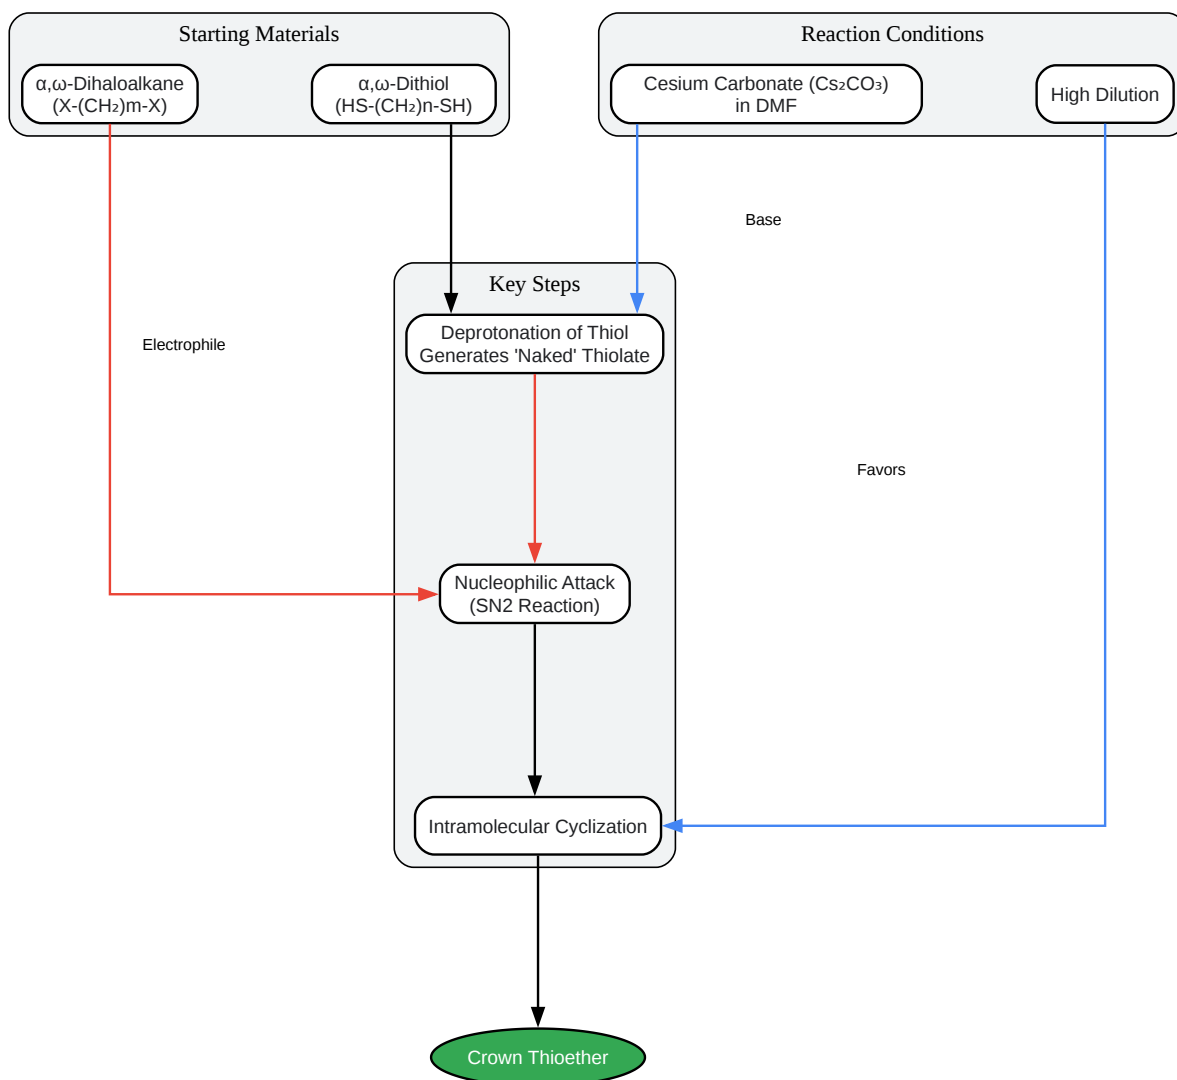 Starting Materials
Reaction Conditions
α,ω-Dihaloalkane
(X-(CH₂)m-X)
α,ω-Dithiol
(HS-(CH₂)n-SH)
Cesium Carbonate (Cs₂CO₃)
in DMF
High Dilution
Base
Key Steps
Deprotonation of Thiol
Generates 'Naked' Thiolate
Electrophile
Favors
Nucleophilic Attack
(SN2 Reaction)
Intramolecular Cyclization
Crown Thioether